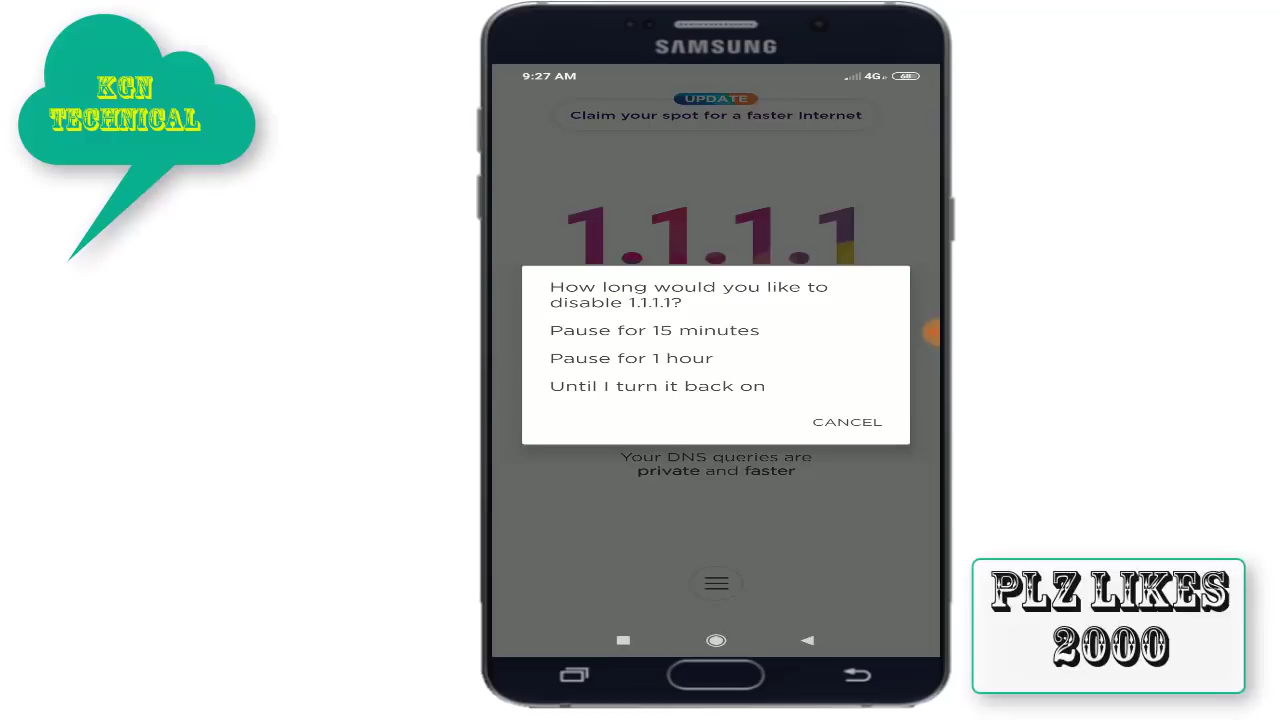 KGN
TECHNICAL
SAMSUNG
9:27 AM
4G
68
UPDATE
Claim your spot for a faster Internet
1.1.1.1
How long would you like to
disable 1.1.1.1?
Pause for 15 minutes
Pause for 1 hour
Until I turn it back on
CANCEL
Your DNS queries are
private and faster
PLZ LIKES
2000